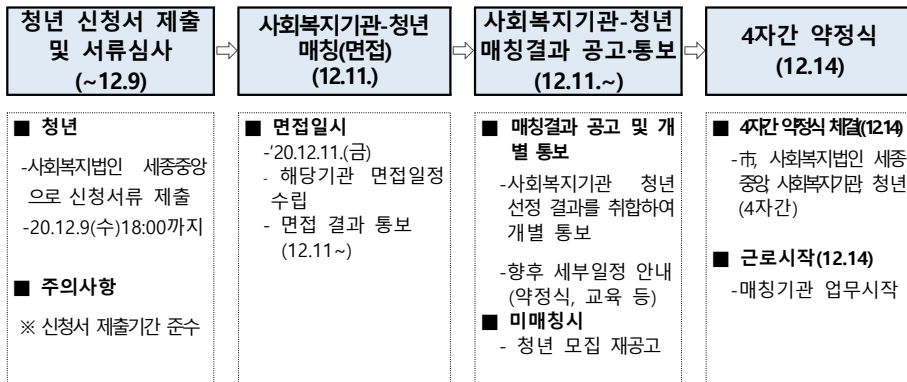 청년 신청서 제출
및 서류심사
(~12.9)
⇨
사회복지기관-청년
매칭(면접)
(12.11.)
⇨
사회복지기관-청년
매칭결과 공고·통보
(12.11.~)
⇨
4자간 약정식
(12.14)
■ 청년
-사회복지법인 세종중앙
으로 신청서류 제출
-20.12.9(수)18:00까지
■ 주의사항
※ 신청서 제출기간 준수
■ 면접일시
-'20.12.11.(금)
- 해당기관 면접일정
수립
- 면접 결과 통보
(12.11~)
■ 매칭결과 공고 및 개
별 통보
-사회복지기관 청년
선정 결과를 취합하여
개별 통보
-향후 세부일정 안내
(약정식, 교육 등)
■ 미매칭시
- 청년 모집 재공고
■ 4자간 약정식 체결(12.14)
-市, 사회복지법인 세종
중앙, 사회복지기관, 청년
(4자간)
■ 근로시작(12.14)
-매칭기관 업무시작